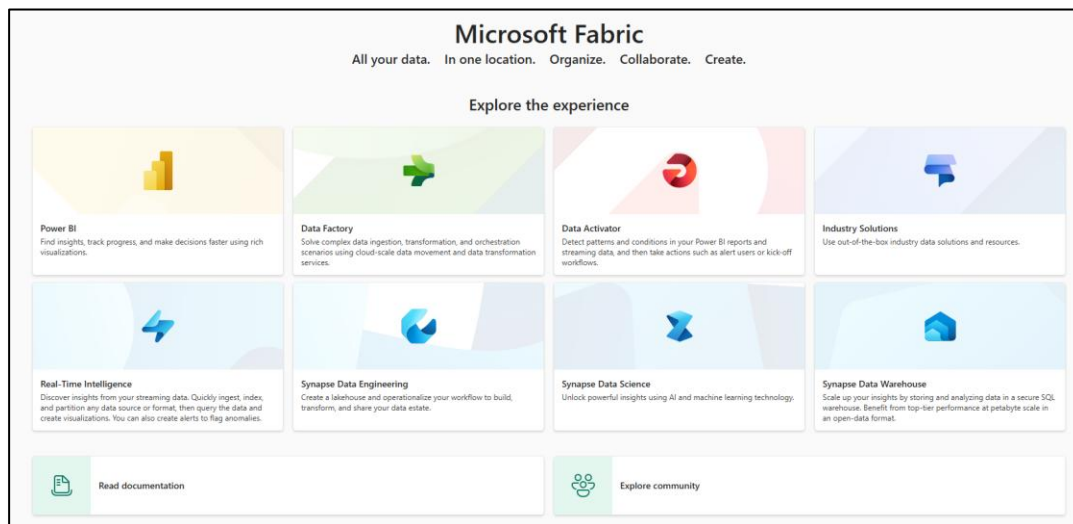 Microsoft Fabric
All your data. In one location. Organize. Collaborate. Create.
Explore the experience
Power BI
Find insights, track progress, and make decisions faster using rich
visualizations.
Data Factory
Solve complex data ingestion, transformation, and orchestration
scenarios using cloud-scale data movement and data transformation
services.
Data Activator
Detect patterns and conditions in your Power BI reports and
streaming data, and then take actions such as alert users or kick-off
workflows.
Industry Solutions
Use out-of-the-box industry data solutions and resources.
Real-Time Intelligence
Discover insights from your streaming data. Quickly ingest, index,
and partition any data source or format, then query the data and
create visualizations. You can also create alerts to flag anomalies.
Synapse Data Engineering
Create a lakehouse and operationalize your workflow to build,
transform, and share your data estate.
Synapse Data Science
Unlock powerful insights using AI and machine learning technology.
Synapse Data Warehouse
Scale up your insights by storing and analyzing data in a secure SQL
warehouse. Benefit from top-tier performance at petabyte scale in
an open-data format.
Read documentation
Explore community